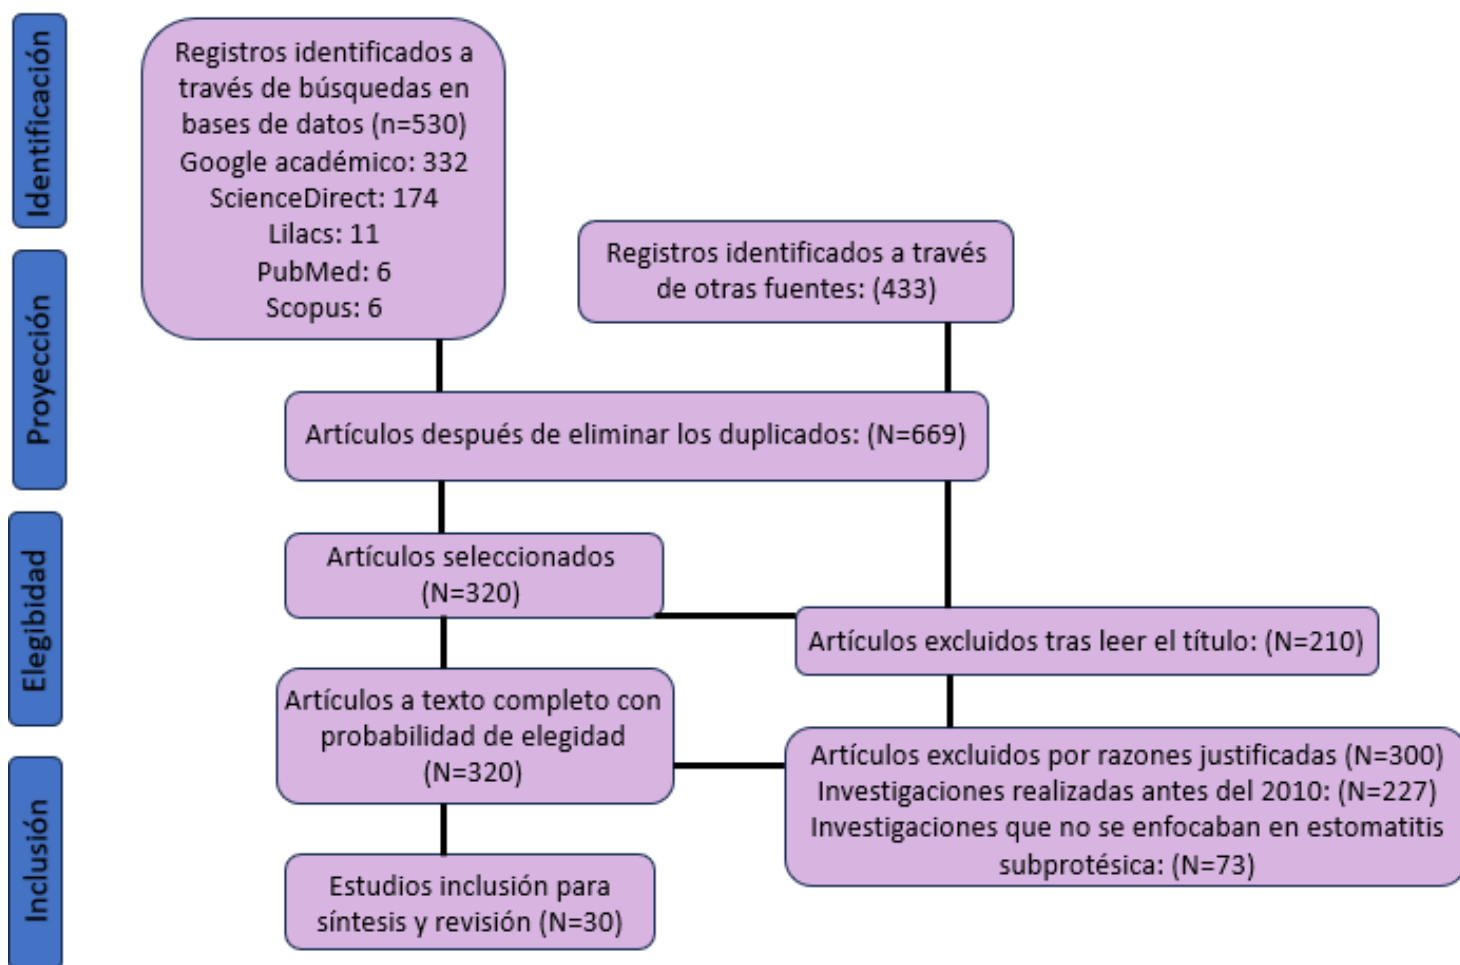 Identificación
Registros identificados a
través de búsquedas en
bases de datos (n=530)
Google académico: 332
ScienceDirect: 174
Lilacs: 11
PubMed: 6
Scopus: 6
Registros identificados a través
de otras fuentes: (433)
Proyección
Artículos después de eliminar los duplicados: (N=669)
Elegibidad
Artículos seleccionados
(N=320)
Artículos excluidos tras leer el título: (N=210)
Artículos a texto completo con
probabilidad de elegidad
(N=320)
Artículos excluidos por razones justificadas (N=300)
Investigaciones realizadas antes del 2010: (N=227)
Investigaciones que no se enfocaban en estomatitis
subprotésica: (N=73)
Inclusión
Estudios inclusión para
síntesis y revisión (N=30)